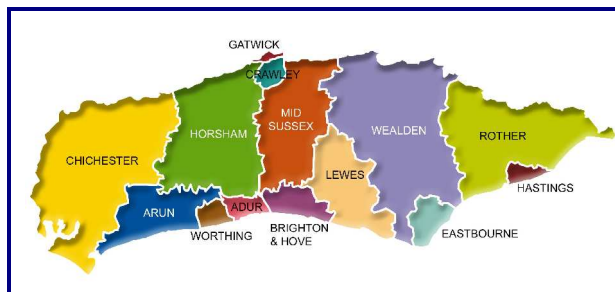 GATWICK
CRAWLEY
MID
SUSSEX
HORSHAM
WEALDEN
ROTHER
CHICHESTER
LEWES
HASTINGS
ARUN
ADUR
WORTHING
BRIGHTON
& HOVE
EASTBOURNE